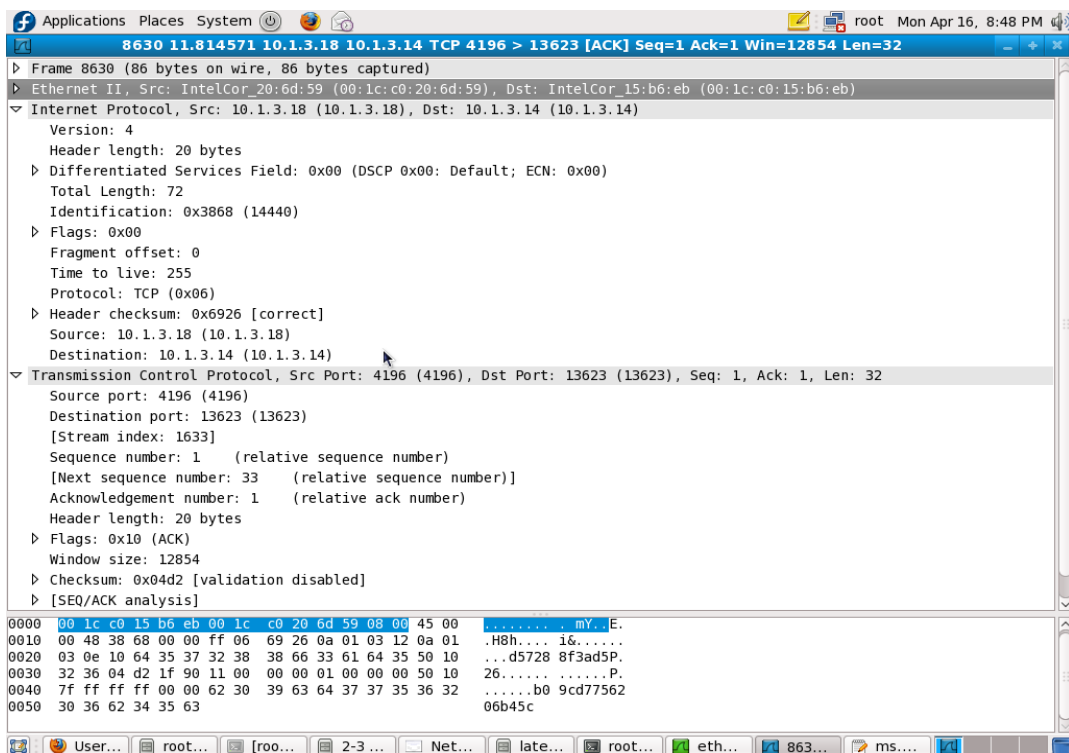 Applications Places System root Mon Apr 16, 8:48 PM
8630 11.814571 10.1.3.18 10.1.3.14 TCP 4196 > 13623 [ACK] Seq=1 Ack=1 Win=12854 Len=32
Frame 8630 (86 bytes on wire, 86 bytes captured)
Ethernet II, Src: IntelCor_20:6d:59 (00:1c:c0:20:6d:59), Dst: IntelCor_15:b6:eb (00:1c:c0:15:b6:eb)
Internet Protocol, Src: 10.1.3.18 (10.1.3.18), Dst: 10.1.3.14 (10.1.3.14)
Version: 4
Header length: 20 bytes
Differentiated Services Field: 0x00 (DSCP 0x00: Default; ECN: 0x00)
Total Length: 72
Identification: 0x3868 (14440)
Flags: 0x00
Fragment offset: 0
Time to live: 255
Protocol: TCP (0x06)
Header checksum: 0x6926 [correct]
Source: 10.1.3.18 (10.1.3.18)
Destination: 10.1.3.14 (10.1.3.14)
Transmission Control Protocol, Src Port: 4196 (4196), Dst Port: 13623 (13623), Seq: 1, Ack: 1, Len: 32
Source port: 4196 (4196)
Destination port: 13623 (13623)
[Stream index: 1633]
Sequence number: 1 (relative sequence number)
[Next sequence number: 33 (relative sequence number)]
Acknowledgement number: 1 (relative ack number)
Header length: 20 bytes
Flags: 0x10 (ACK)
Window size: 12854
Checksum: 0x04d2 [validation disabled]
[SEQ/ACK analysis]
0000 00 1c c0 15 b6 eb 00 1c c0 20 6d 59 08 00 45 00 ........ . mY..E.
0010 00 48 38 68 00 00 ff 06 69 26 0a 01 03 12 0a 01 .H8h.... i&......
0020 03 0e 10 64 35 37 32 38 38 66 33 61 64 35 50 10 ...d5728 8f3ad5P.
0030 32 36 04 d2 1f 90 11 00 00 00 01 00 00 00 50 10 26...... ......P.
0040 7f ff ff ff 00 00 62 30 39 63 64 37 37 35 36 32 ......b0 9cd77562
0050 30 36 62 34 35 63 06b45c
User... root... [roo... 2-3 ... Net... late... root... eth... 863... ms....